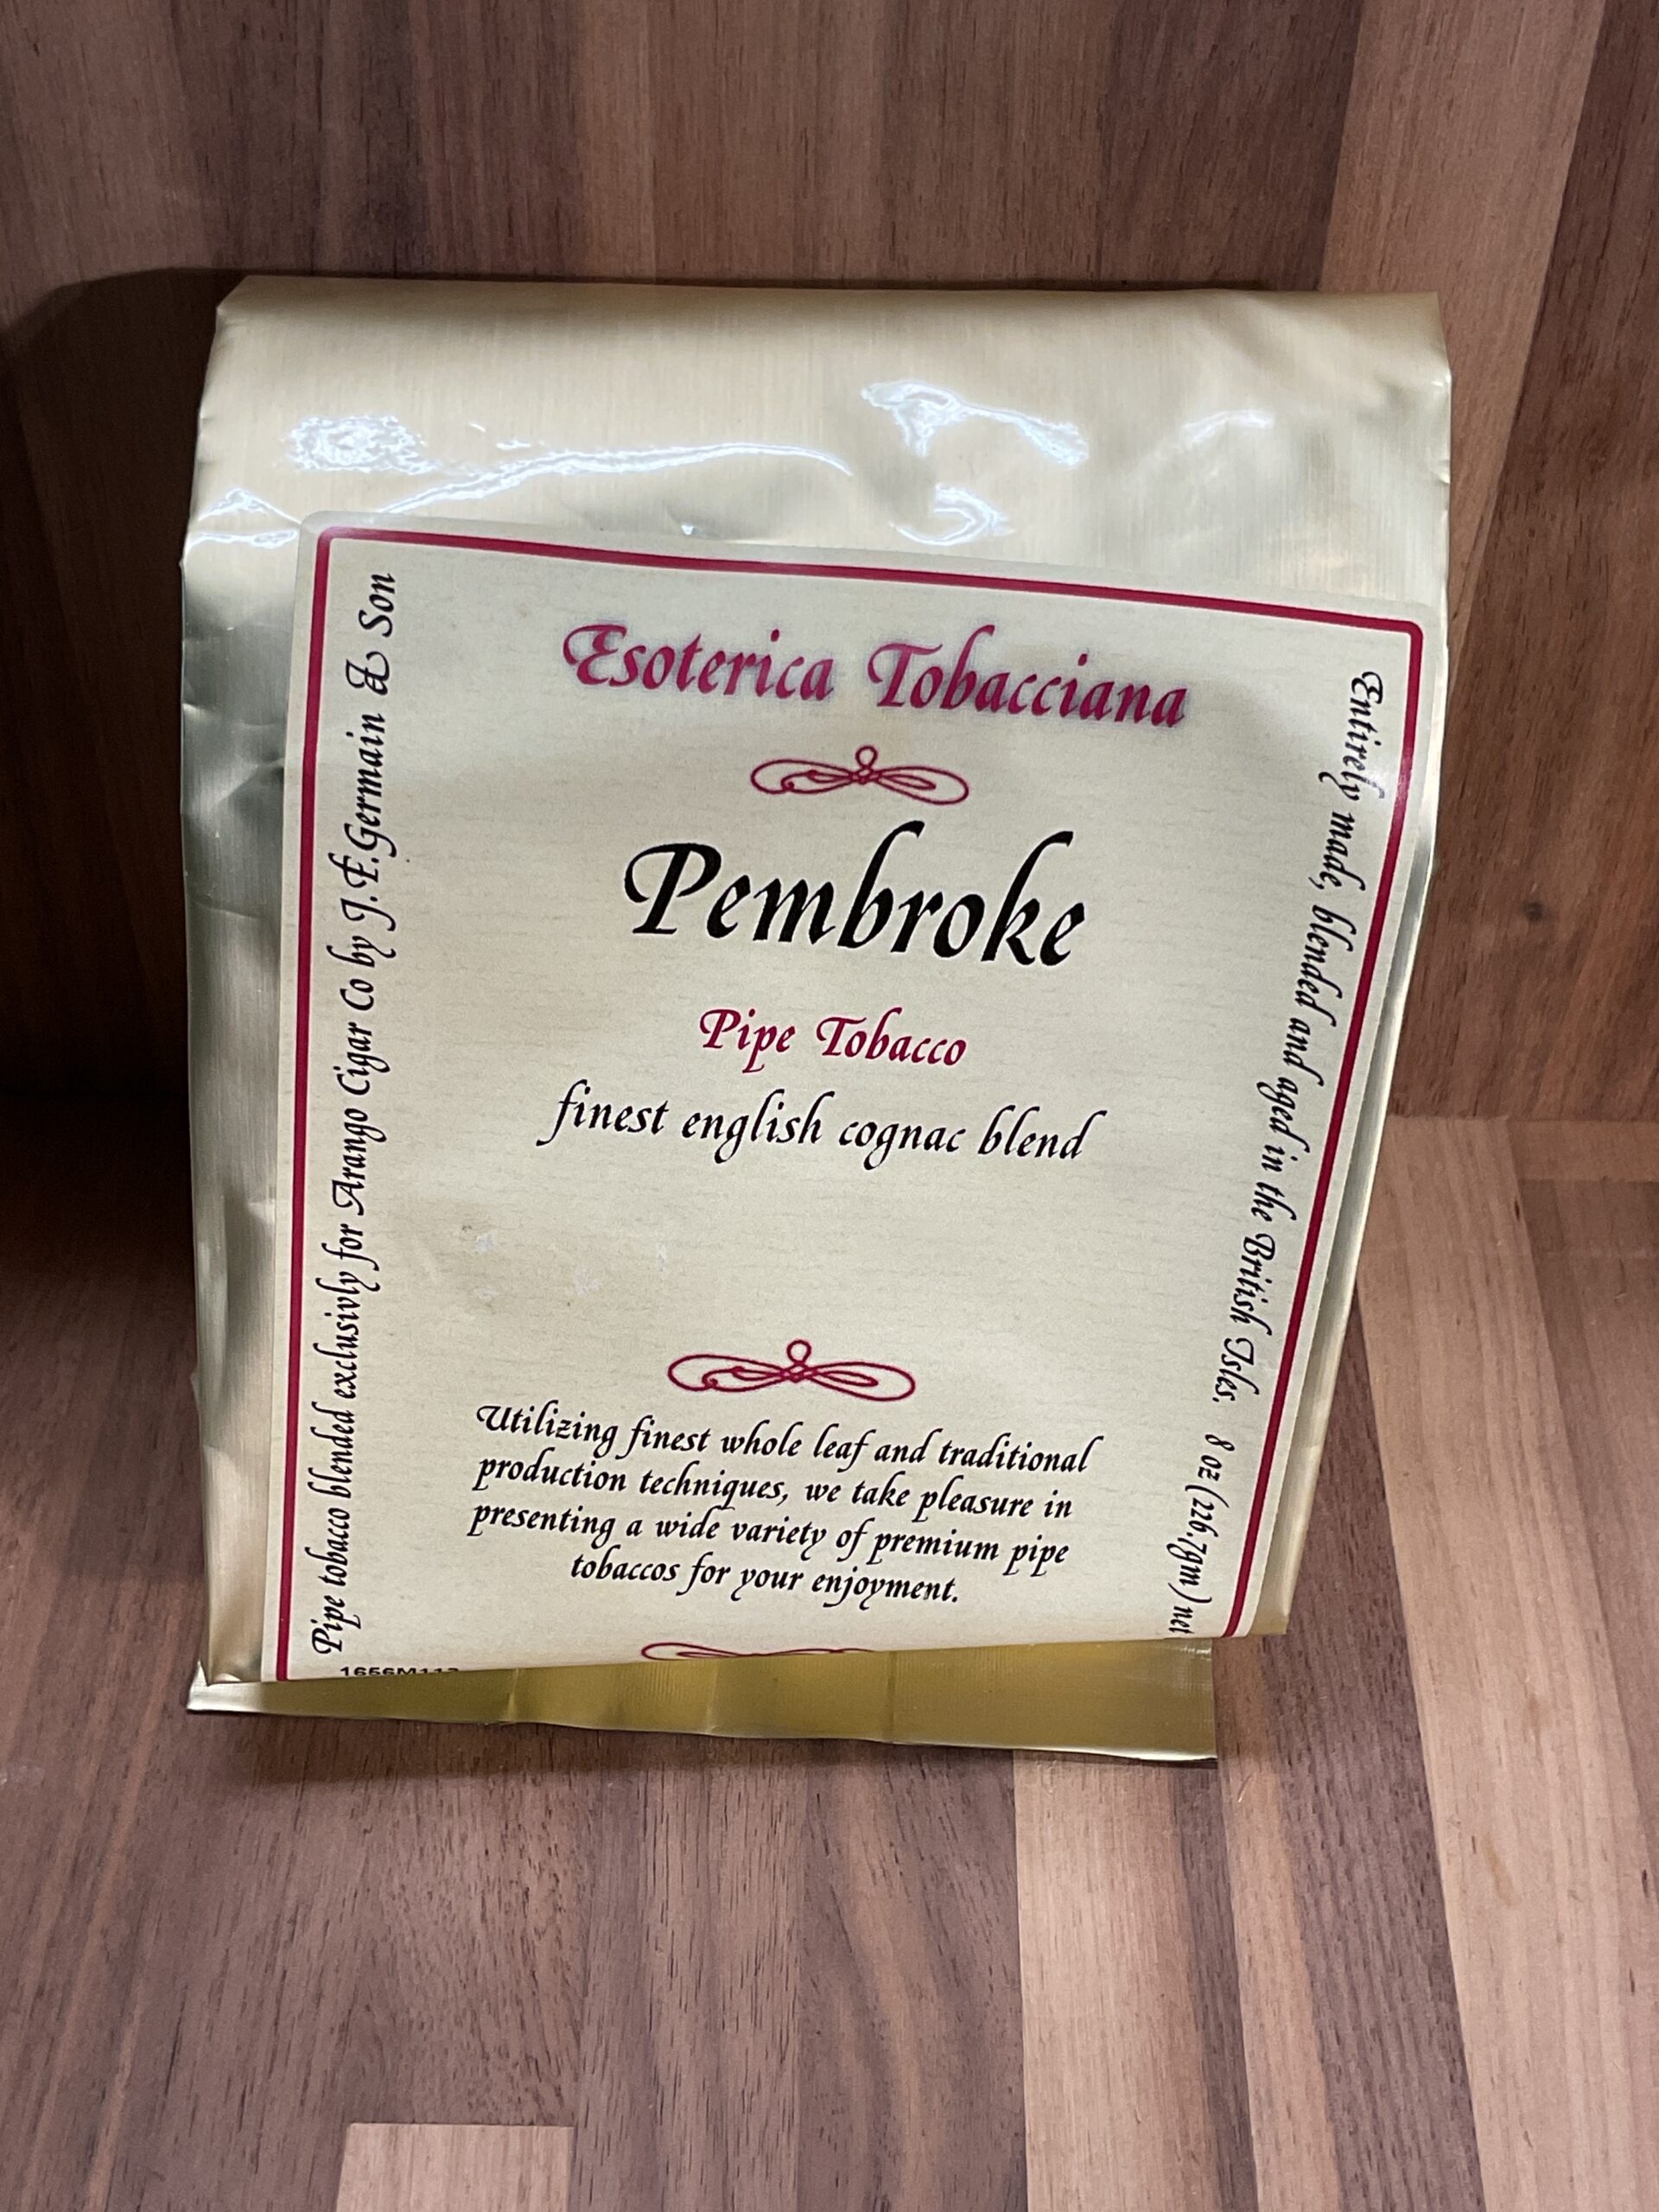 Esoterica Tobacciana
Pembroke
Pipe Tobacco
finest english cognac blend
Utilizing finest whole leaf and traditional
production techniques, we take pleasure in
presenting a wide variety of premium pipe
tobaccos for your enjoyment.
Pipe tobacco blended exclusivly for Arango Cigar Co by J.F.Germain & Son
Entirely made, blended and aged in the British Isles. 8 oz (226.7gm) net